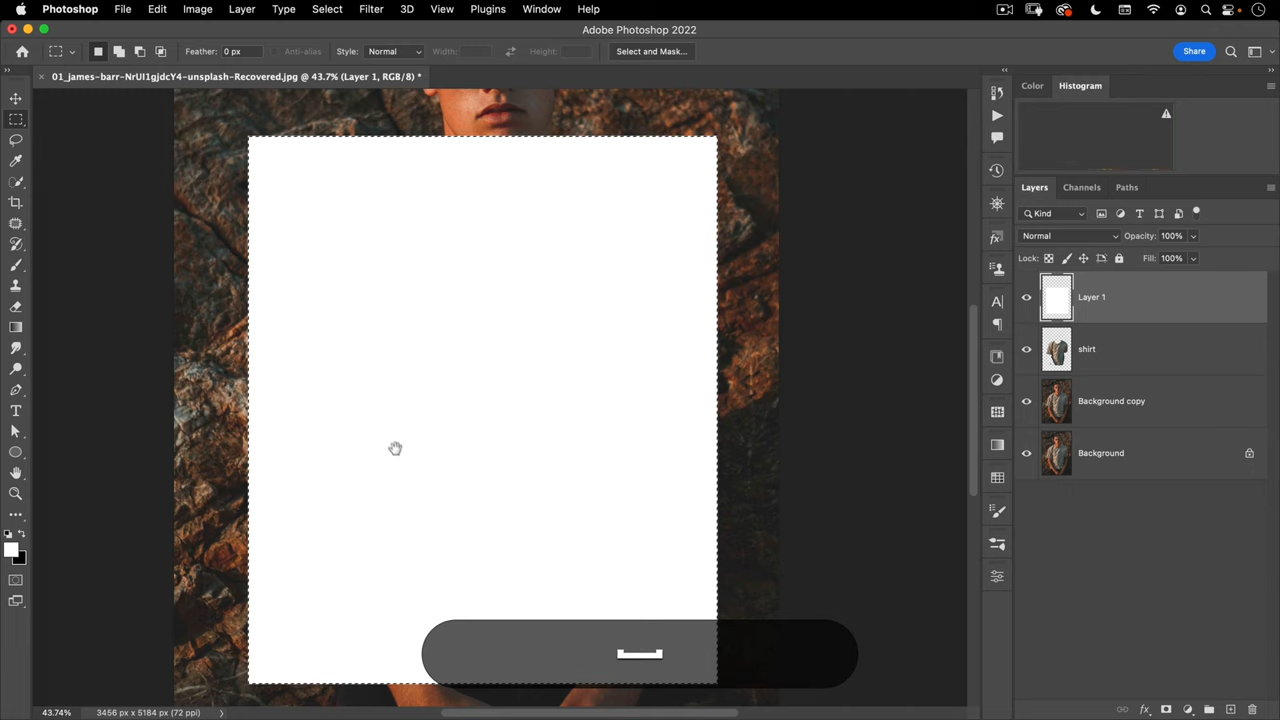 Photoshop File Edit Image Layer Type Select Filter 3D View Plugins Window Help
Adobe Photoshop 2022
Feather: 0 px Anti-alias Style: Normal Width: Height: Select and Mask... Share
01_james-barr-NrUI1gjdcY4-unsplash-Recovered.jpg @ 43.7% (Layer 1, RGB/8) *
Color Histogram
Layers Channels Paths
Kind
Normal Opacity: 100%
Lock: Fill: 100%
Layer 1
shirt
Background copy
Background
43.74% 3456 px x 5184 px (72 ppi)